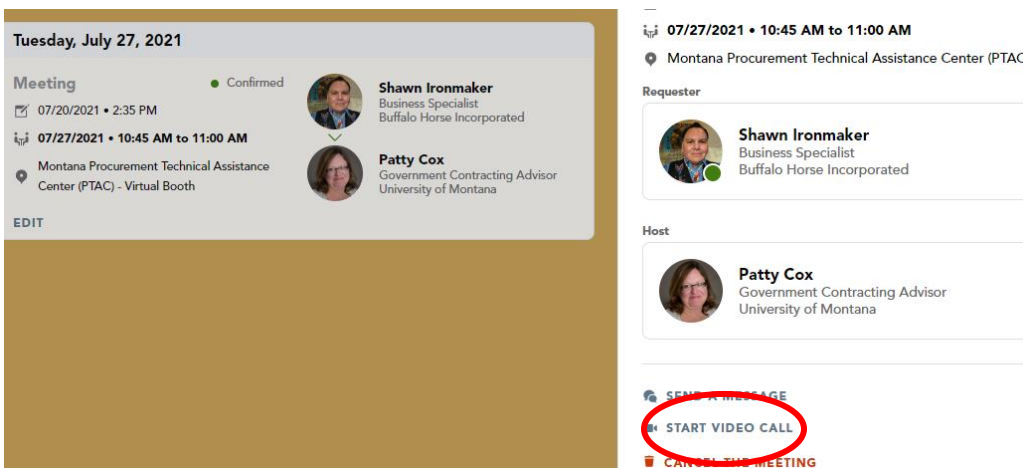 Tuesday, July 27, 2021
Meeting
Confirmed
07/20/2021 • 2:35 PM
07/27/2021 • 10:45 AM to 11:00 AM
Montana Procurement Technical Assistance
Center (PTAC) - Virtual Booth
EDIT
Shawn Ironmaker
Business Specialist
Buffalo Horse Incorporated
Patty Cox
Government Contracting Advisor
University of Montana
07/27/2021 • 10:45 AM to 11:00 AM
Montana Procurement Technical Assistance Center (PTAC
Requester
Shawn Ironmaker
Business Specialist
Buffalo Horse Incorporated
Host
Patty Cox
Government Contracting Advisor
University of Montana
SEND A MESSAGE
START VIDEO CALL
CANCEL THE MEETING